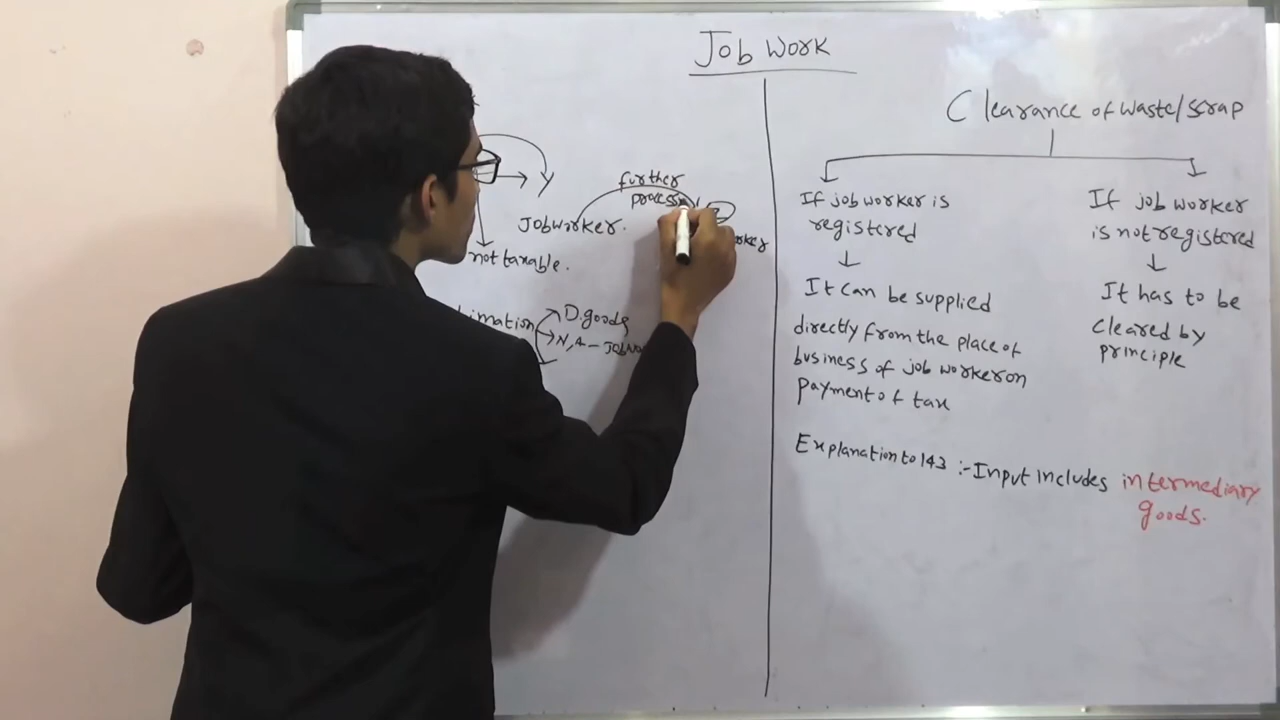 Job work
Y
further
process
Jobworker.
not taxable.
D. goods
N.A -
Clearance of waste/scrap
If job worker is
registered
It can be supplied
directly from the place of
business of job worker on
payment of tax
If job worker
is not registered
It has to be
cleared by
principle
Explanation to 143 :- Input includes intermediary
goods.